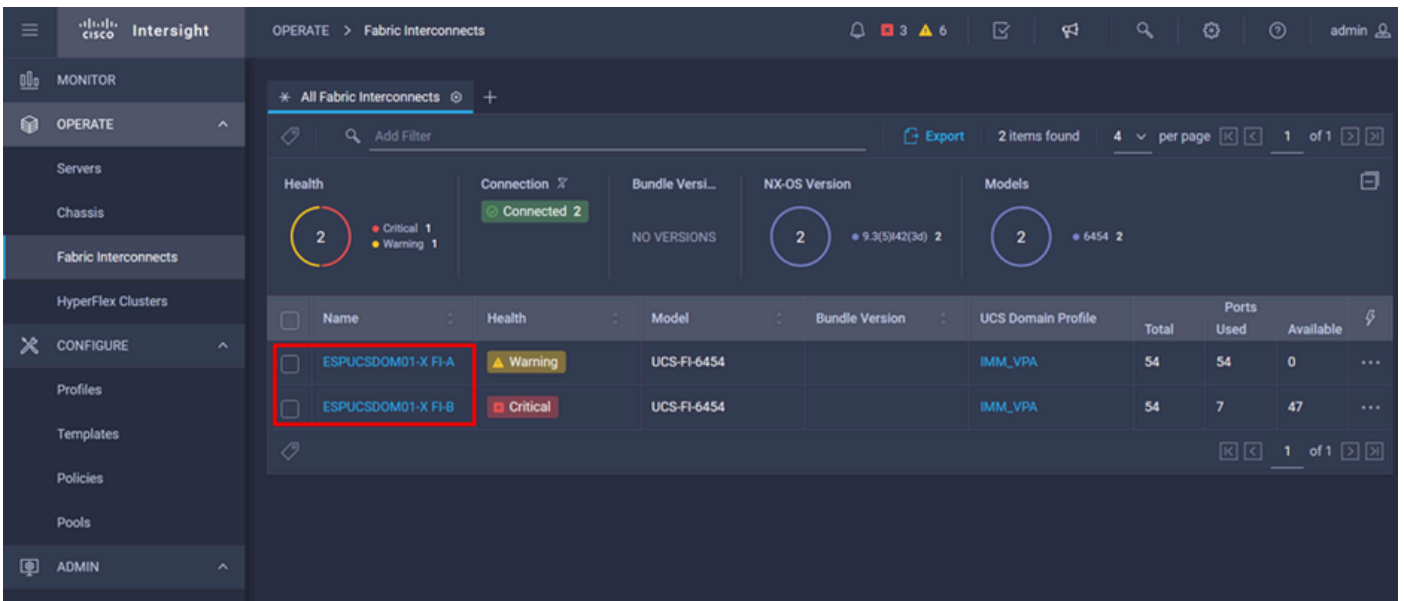 cisco Intersight
OPERATE > Fabric Interconnects
3 6
admin
MONITOR
OPERATE
Servers
Chassis
Fabric Interconnects
HyperFlex Clusters
CONFIGURE
Profiles
Templates
Policies
Pools
ADMIN
All Fabric Interconnects +
Add Filter
Export 2 items found 4 per page 1 of 1
Health Connection Bundle Versi... NX-OS Version Models
2 Critical 1 Connected 2 NO VERSIONS 2 9.3(5)I42(3d) 2 2 6454 2
Warning 1
Name Health Model Bundle Version UCS Domain Profile Ports
Total Used Available
ESPUCSDOM01-X FI-A Warning UCS-FI-6454 IMM_VPA 54 54 0 ...
ESPUCSDOM01-X FI-B Critical UCS-FI-6454 IMM_VPA 54 7 47 ...
1 of 1